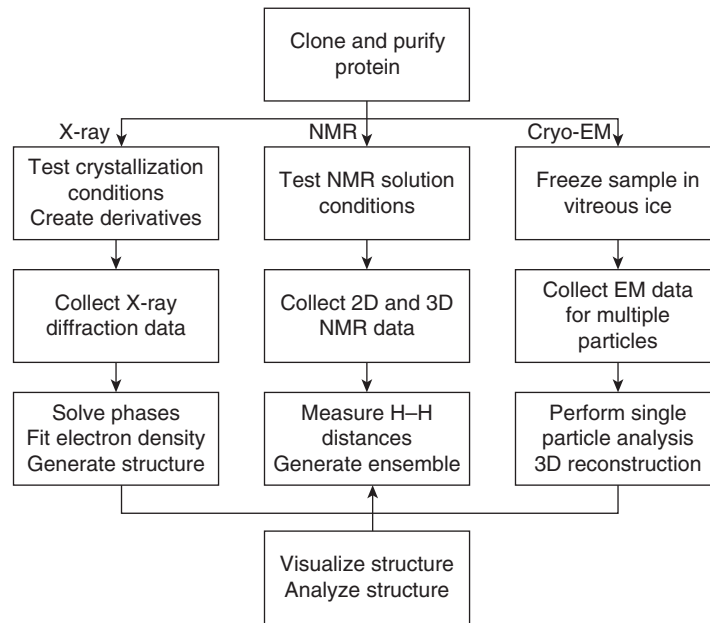 Clone and purify
protein
X-ray
NMR
Cryo-EM
Test crystallization
conditions
Create derivatives
Test NMR solution
conditions
Freeze sample in
vitreous ice
Collect X-ray
diffraction data
Collect 2D and 3D
NMR data
Collect EM data
for multiple
particles
Solve phases
Fit electron density
Generate structure
Measure H–H
distances
Generate ensemble
Perform single
particle analysis
3D reconstruction
Visualize structure
Analyze structure